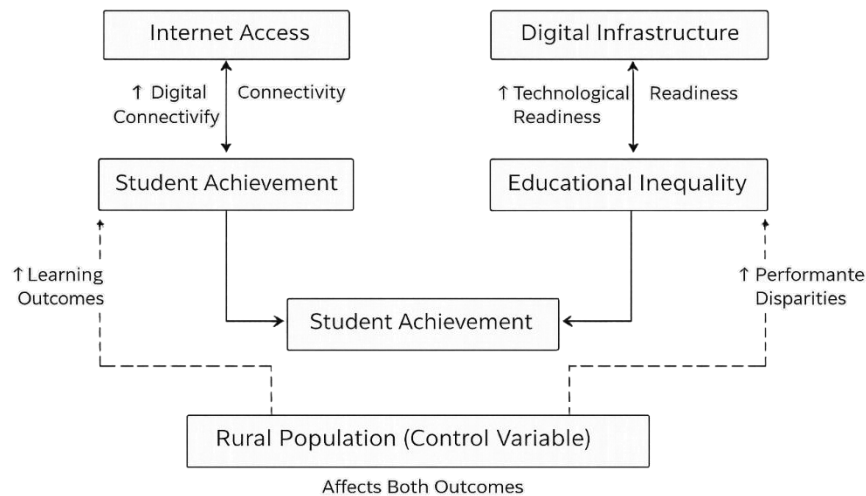 Internet Access
Digital Infrastructure
↑ Digital
Connectivify
Connectivity
↑ Technological
Readiness
Readiness
Student Achievement
Educational Inequality
↑ Learning
Outcomes
↑ Performante
Disparities
Student Achievement
Rural Population (Control Variable)
Affects Both Outcomes